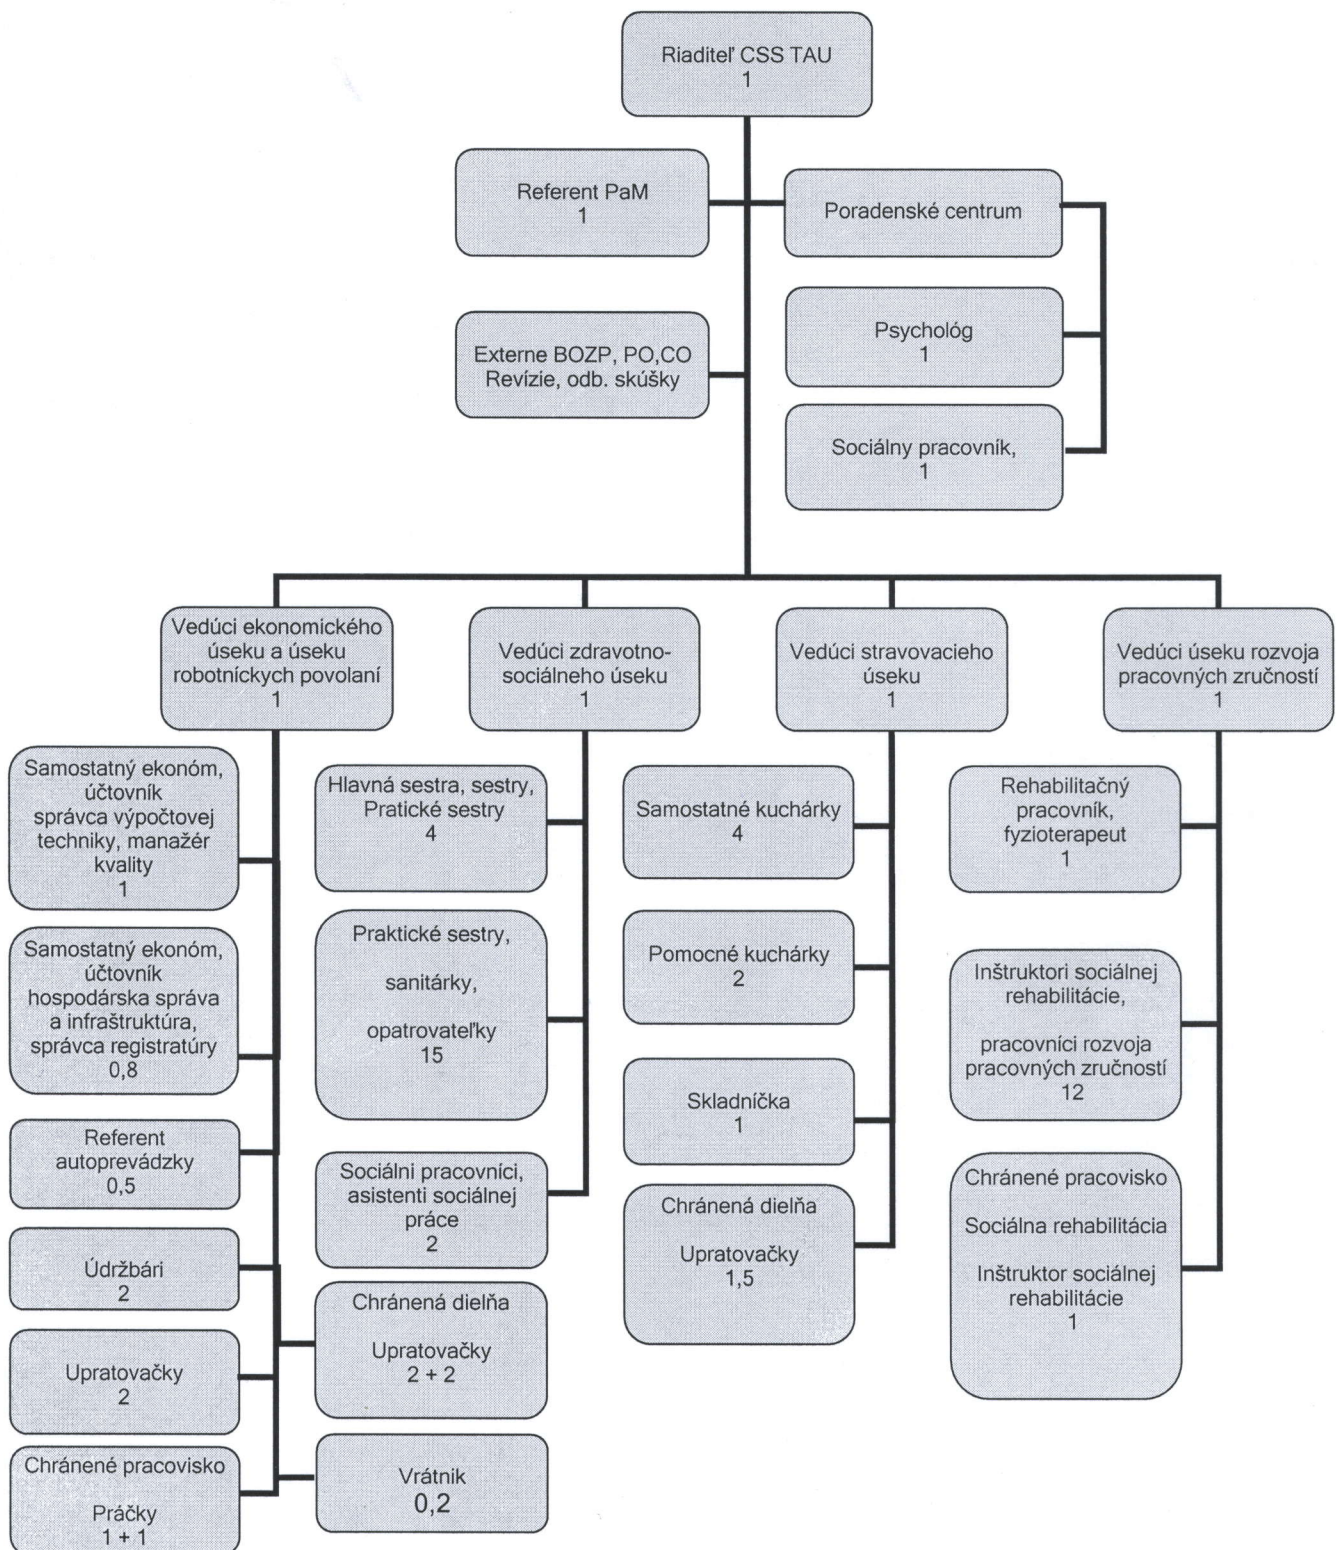 Riaditeľ CSS TAU
1
Referent PaM
1
Poradenské centrum
Externe BOZP, PO,CO
Revízie, odb. skúšky
Psychológ
1
Sociálny pracovník,
1
Vedúci ekonomického
úseku a úseku
robotníckych povolaní
1
Vedúci zdravotno-
sociálneho úseku
1
Vedúci stravovacieho
úseku
1
Vedúci úseku rozvoja
pracovných zručností
1
Samostatný ekonóm,
účtovník
správca výpočtovej
techniky, manažér
kvality
1
Samostatný ekonóm,
účtovník
hospodárska správa
a infraštruktúra,
správca registratúry
0,8
Referent
autoprevádzky
0,5
Údržbári
2
Upratovačky
2
Chránené pracovisko
Práčky
1 + 1
Hlavná sestra, sestry,
Pratické sestry
4
Praktické sestry,
sanitárky,
opatrovateľky
15
Sociálni pracovníci,
asistenti sociálnej
práce
2
Chránená dielňa
Upratovačky
2 + 2
Vrátnik
0,2
Samostatné kuchárky
4
Pomocné kuchárky
2
Skladníčka
1
Chránená dielňa
Upratovačky
1,5
Rehabilitačný
pracovník,
fyzioterapeut
1
Inštruktori sociálnej
rehabilitácie,
pracovníci rozvoja
pracovných zručností
12
Chránené pracovisko
Sociálna rehabilitácia
Inštruktor sociálnej
rehabilitácie
1